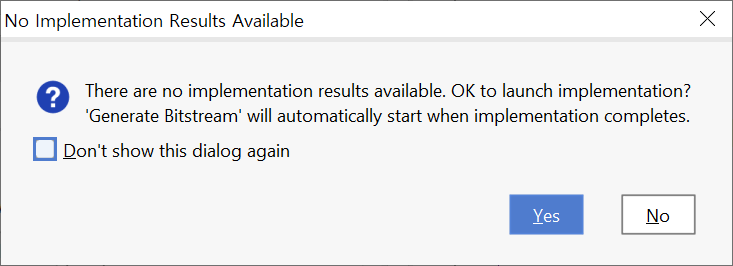 No Implementation Results Available
There are no implementation results available. OK to launch implementation?
'Generate Bitstream' will automatically start when implementation completes.
Don't show this dialog again
Yes
No